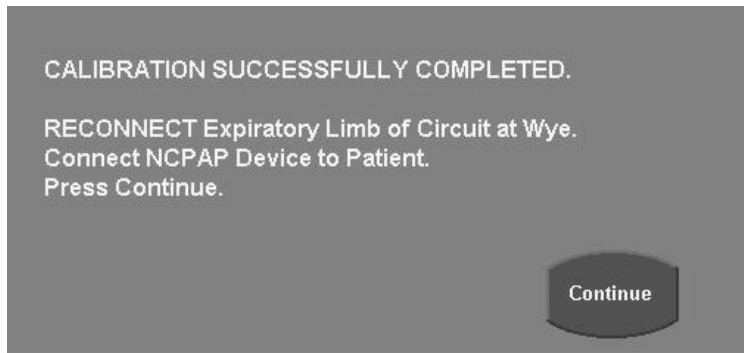 CALIBRATION SUCCESSFULLY COMPLETED.
RECONNECT Expiratory Limb of Circuit at Wye.
Connect NCPAP Device to Patient.
Press Continue.
Continue